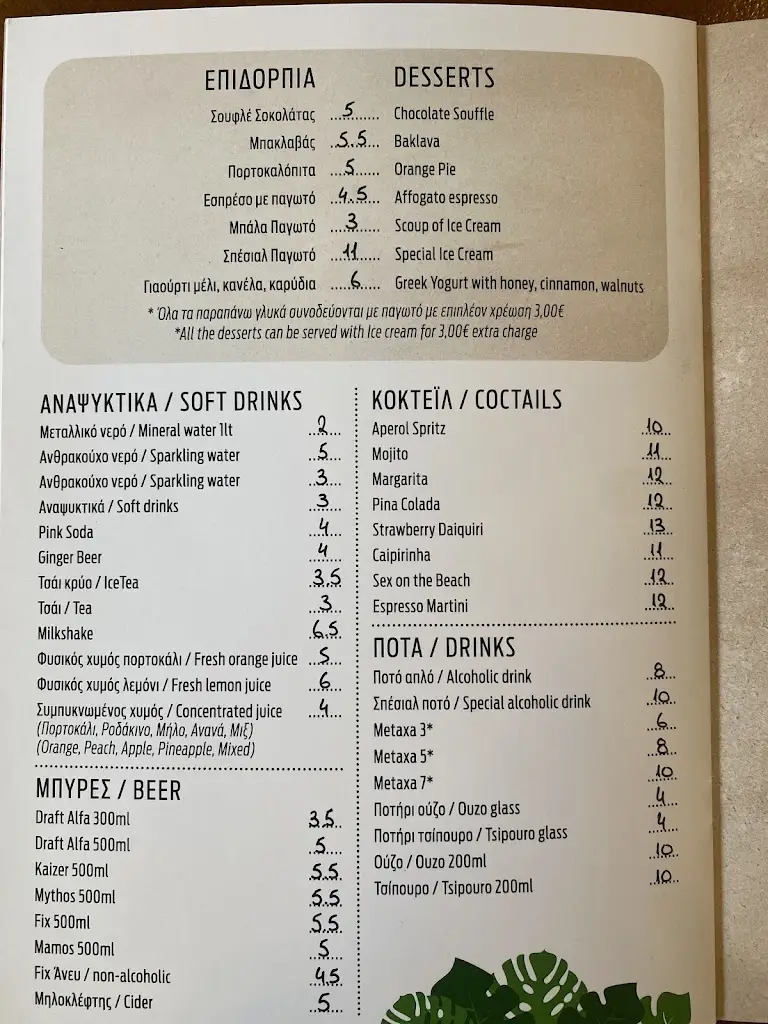 ΕΠΙΔΟΡΠΙΑ DESSERTS
Σουφλέ Σοκολάτας ...5....... Chocolate Souffle
Μπακλαβάς ..5.5... Baklava
Πορτοκαλόπιτα ....5...... Orange Pie
Εσπρέσο με παγωτό ..4.5... Affogato espresso
Μπάλα Παγωτό ....3...... Scoup of Ice Cream
Σπέσιαλ Παγωτό ...11..... Special Ice Cream
Γιαούρτι μέλι, κανέλα, καρύδια .....6..... Greek Yogurt with honey, cinnamon, walnuts
* Όλα τα παραπάνω γλυκά συνοδεύονται με παγωτό με επιπλέον χρέωση 3,00€
*All the desserts can be served with Ice cream for 3,00€ extra charge
ΑΝΑΨΥΚΤΙΚΑ / SOFT DRINKS
Μεταλλικό νερό / Mineral water 1lt ..2...
Ανθρακούχο νερό / Sparkling water ..5...
Ανθρακούχο νερό / Sparkling water ..3...
Αναψυκτικά / Soft drinks ..3...
Pink Soda ...4...
Ginger Beer ...4...
Τσάι κρύο / IceTea .3.5.
Τσάι / Tea ...3...
Milkshake .6.5.
Φυσικός χυμός πορτοκάλι / Fresh orange juice ...5...
Φυσικός χυμός λεμόνι / Fresh lemon juice ...6...
Συμπυκνωμένος χυμός / Concentrated juice ...4...
(Πορτοκάλι, Ροδάκινο, Μήλο, Ανανά, Μιξ)
(Orange, Peach, Apple, Pineapple, Mixed)
ΜΠΥΡΕΣ / BEER
Draft Alfa 300ml .3.5..
Draft Alfa 500ml ..5....
Kaizer 500ml .5.5.
Mythos 500ml .5.5.
Fix 500ml .5.5.
Mamos 500ml ..5...
Fix Άνευ / non-alcoholic .4.5.
Μηλοκλέφτης / Cider ..5...
ΚΟΚΤΕΪΛ / COCTAILS
Aperol Spritz .10..
Mojito .11..
Margarita .12..
Pina Colada .12..
Strawberry Daiquiri .13..
Caipirinha .11..
Sex on the Beach .12..
Espresso Martini .12..
ΠΟΤΑ / DRINKS
Ποτό απλό / Alcoholic drink ..8...
Σπέσιαλ ποτό / Special alcoholic drink .10..
Metaxa 3* ..6...
Metaxa 5* ..8...
Metaxa 7* .10..
Ποτήρι ούζο / Ouzo glass ..4...
Ποτήρι τσίπουρο / Tsipouro glass ..4...
Ούζο / Ouzo 200ml .10..
Τσίπουρο / Tsipouro 200ml .10..